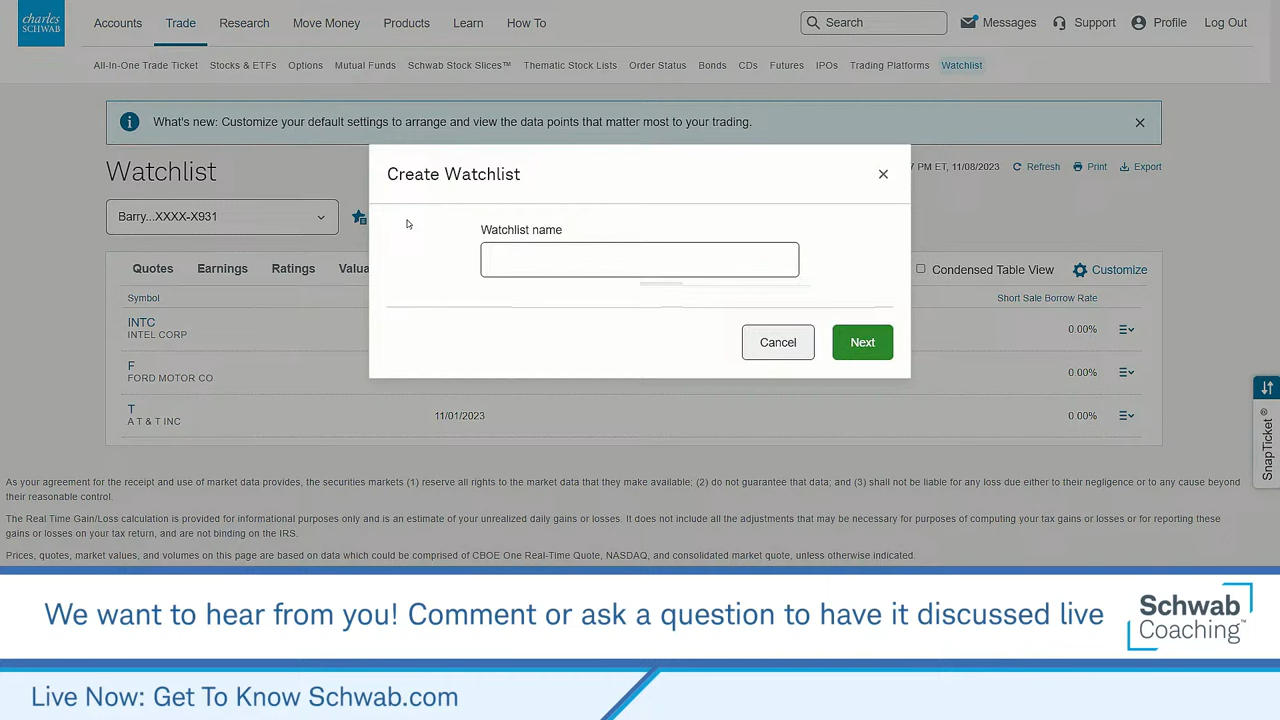 charles
SCHWAB
Accounts Trade Research Move Money Products Learn How To
Search Messages Support Profile Log Out
All-In-One Trade Ticket Stocks & ETFs Options Mutual Funds Schwab Stock Slices™ Thematic Stock Lists Order Status Bonds CDs Futures IPOs Trading Platforms Watchlist
What's new: Customize your default settings to arrange and view the data points that matter most to your trading.
Watchlist
7 PM ET, 11/08/2023 Refresh Print Export
Barry...XXXX-X931
Create Watchlist
Watchlist name
Cancel Next
Quotes Earnings Ratings Valua
Condensed Table View Customize
Symbol Short Sale Borrow Rate
INTC
INTEL CORP
0.00%
F
FORD MOTOR CO
0.00%
T
A T & T INC
11/01/2023 0.00%
SnapTicket®
As your agreement for the receipt and use of market data provides, the securities markets (1) reserve all rights to the market data that they make available; (2) do not guarantee that data; and (3) shall not be liable for any loss due either to their negligence or to any cause beyond
their reasonable control.
The Real Time Gain/Loss calculation is provided for informational purposes only and is an estimate of your unrealized daily gains or losses. It does not include all the adjustments that may be necessary for purposes of computing your tax gains or losses or for reporting these
gains or losses on your tax return, and are not binding on the IRS.
Prices, quotes, market values, and volumes on this page are based on data which could be comprised of CBOE One Real-Time Quote, NASDAQ, and consolidated market quote, unless otherwise indicated.
We want to hear from you! Comment or ask a question to have it discussed live
Schwab
Coaching™
Live Now: Get To Know Schwab.com